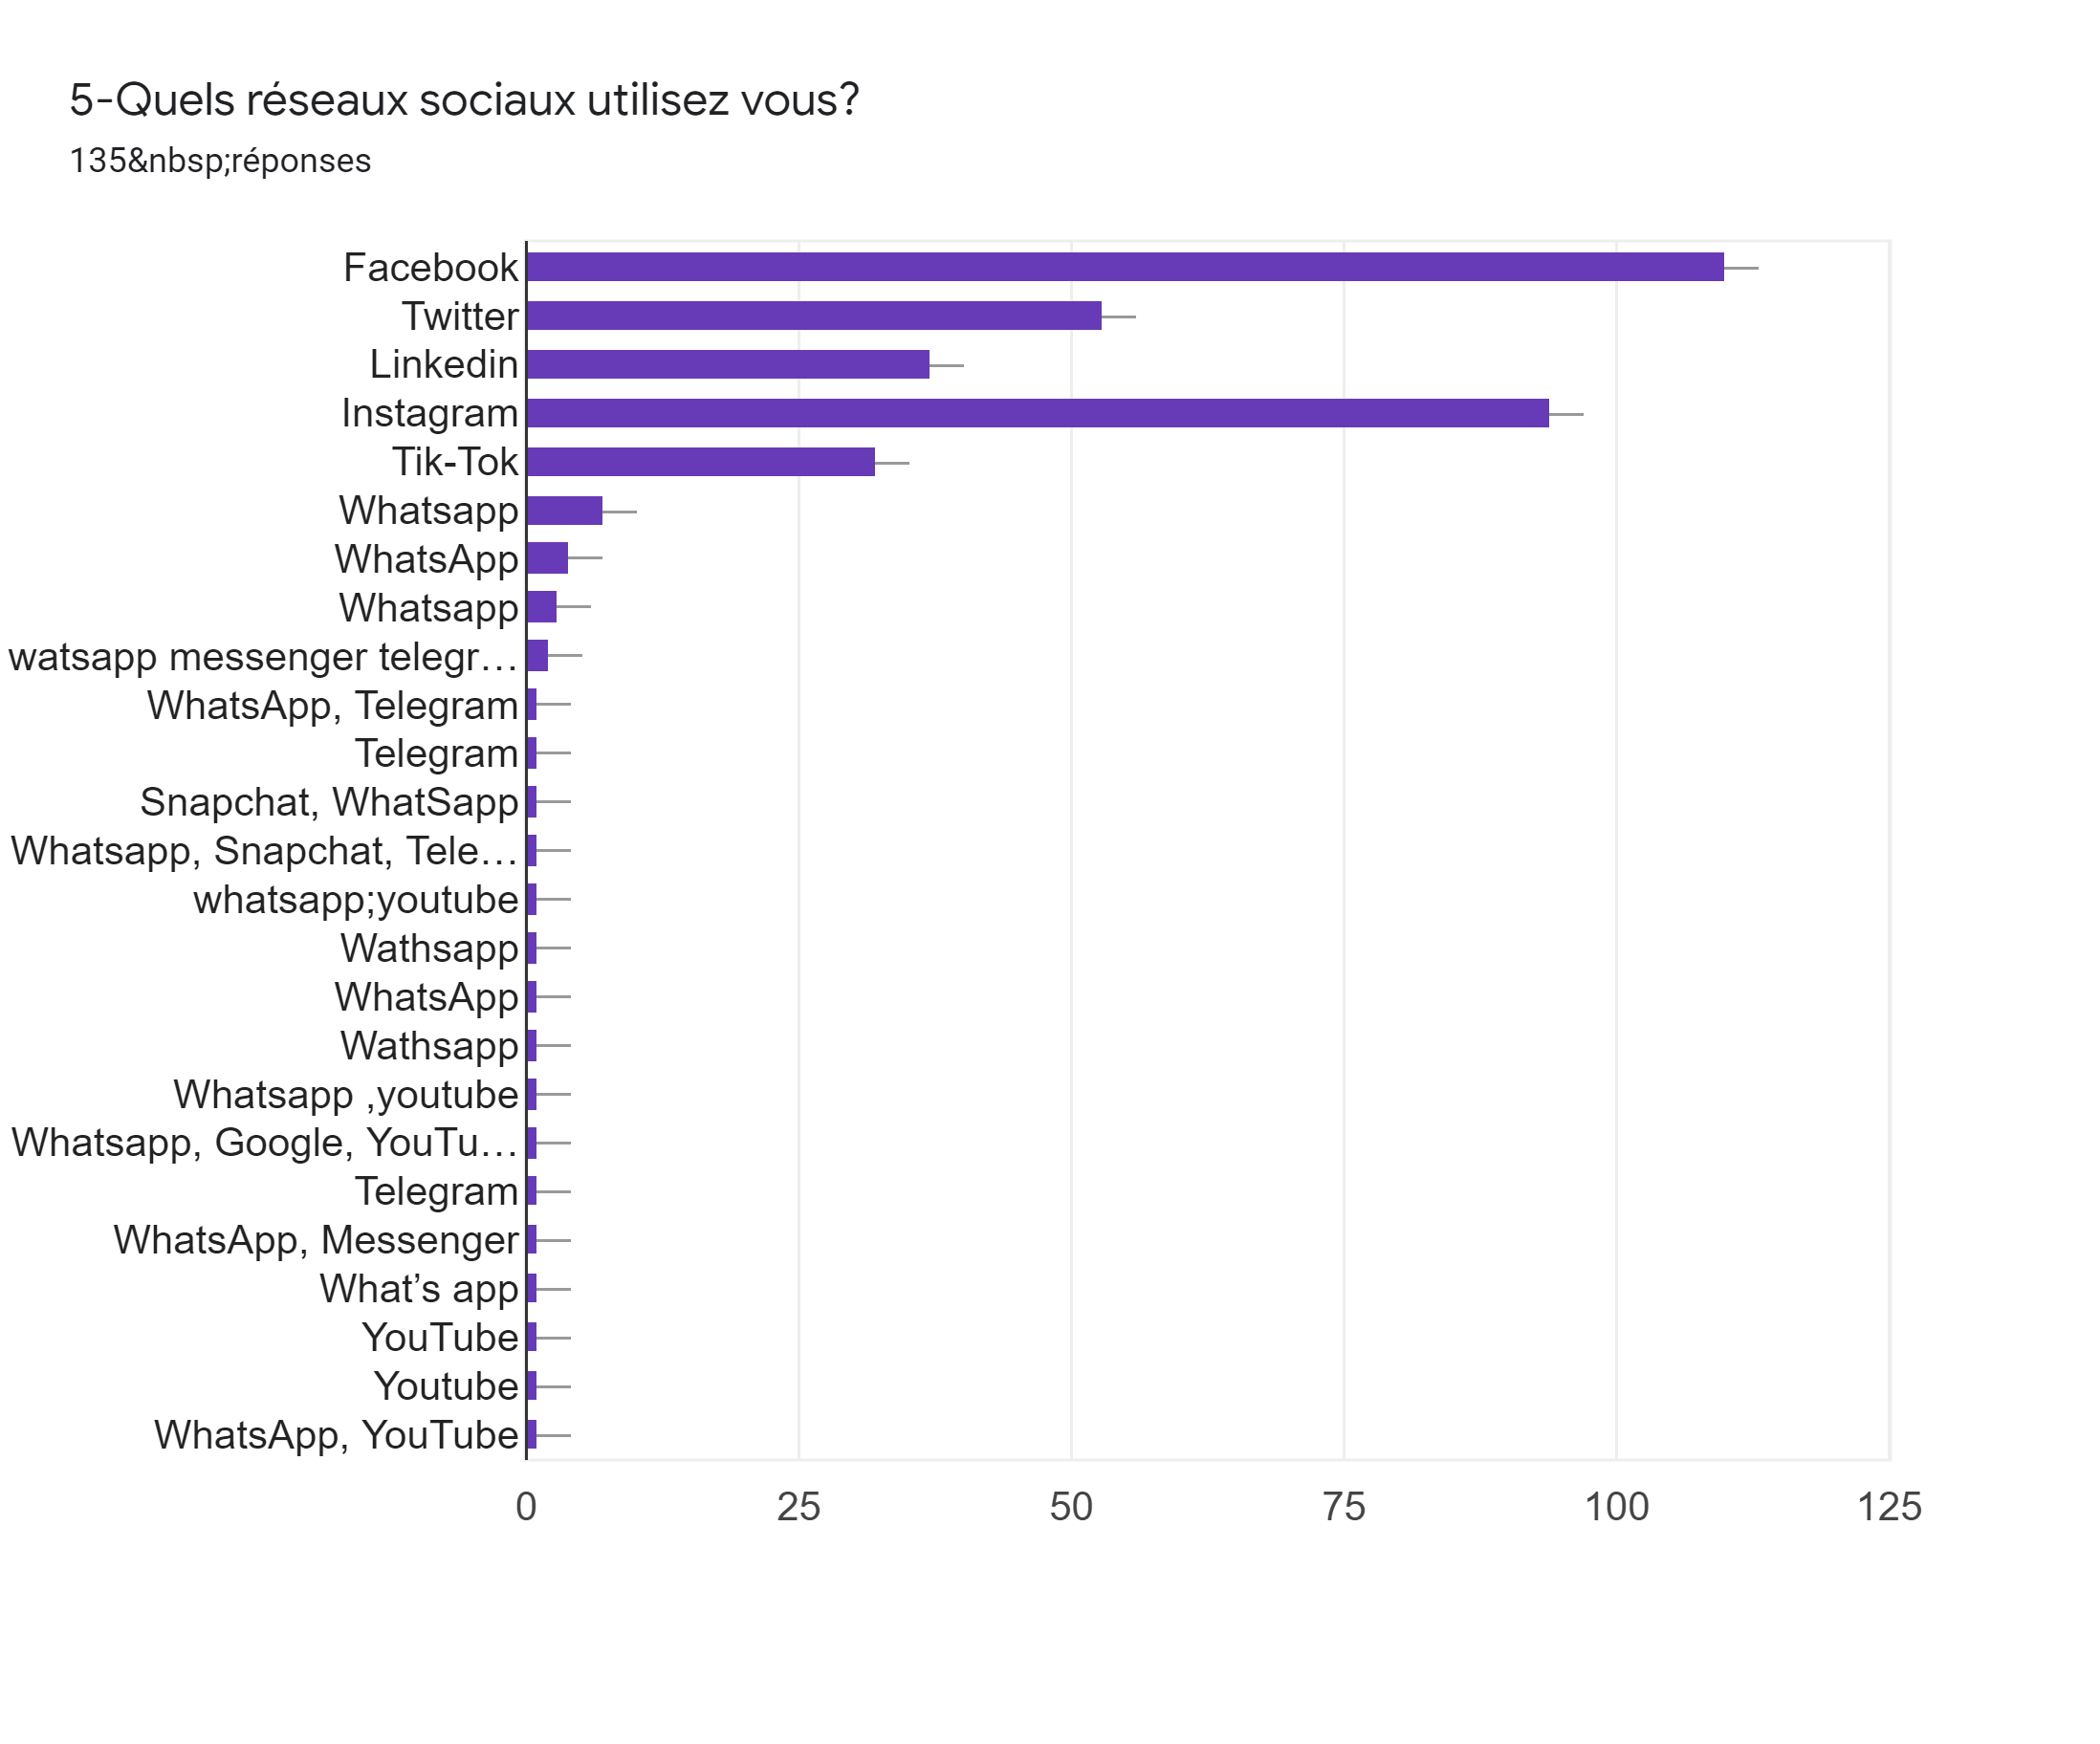 5-Quels réseaux sociaux utilisez vous?
135&nbsp;réponses
Facebook
Twitter
Linkedin
Instagram
Tik-Tok
Whatsapp
WhatsApp
Whatsapp
watsapp messenger telegr…
WhatsApp, Telegram
Telegram
Snapchat, WhatSapp
Whatsapp, Snapchat, Tele…
whatsapp;youtube
Wathsapp
WhatsApp
Wathsapp
Whatsapp ,youtube
Whatsapp, Google, YouTu…
Telegram
WhatsApp, Messenger
What’s app
YouTube
Youtube
WhatsApp, YouTube
0 25 50 75 100 125